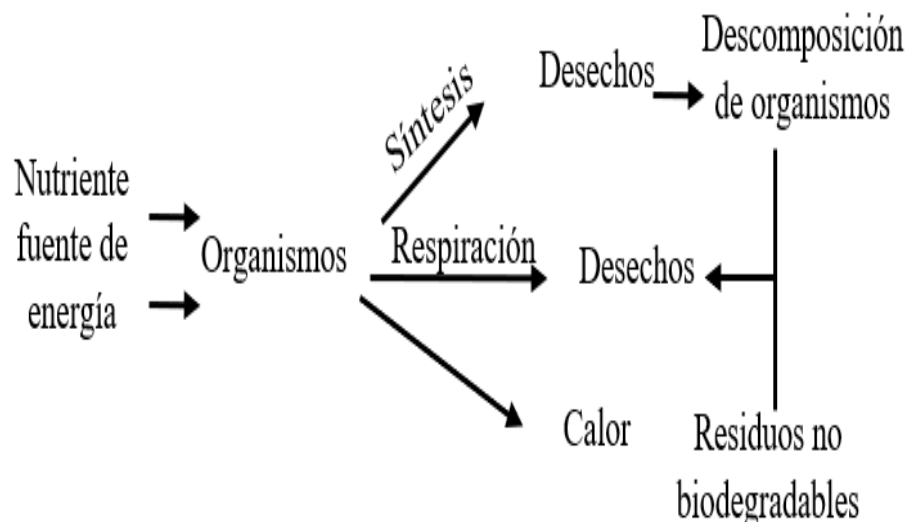 Nutriente
fuente de
energía
Organismos
Síntesis
Respiración
Desechos
Descomposición
de organismos
Desechos
Calor
Residuos no
biodegradables